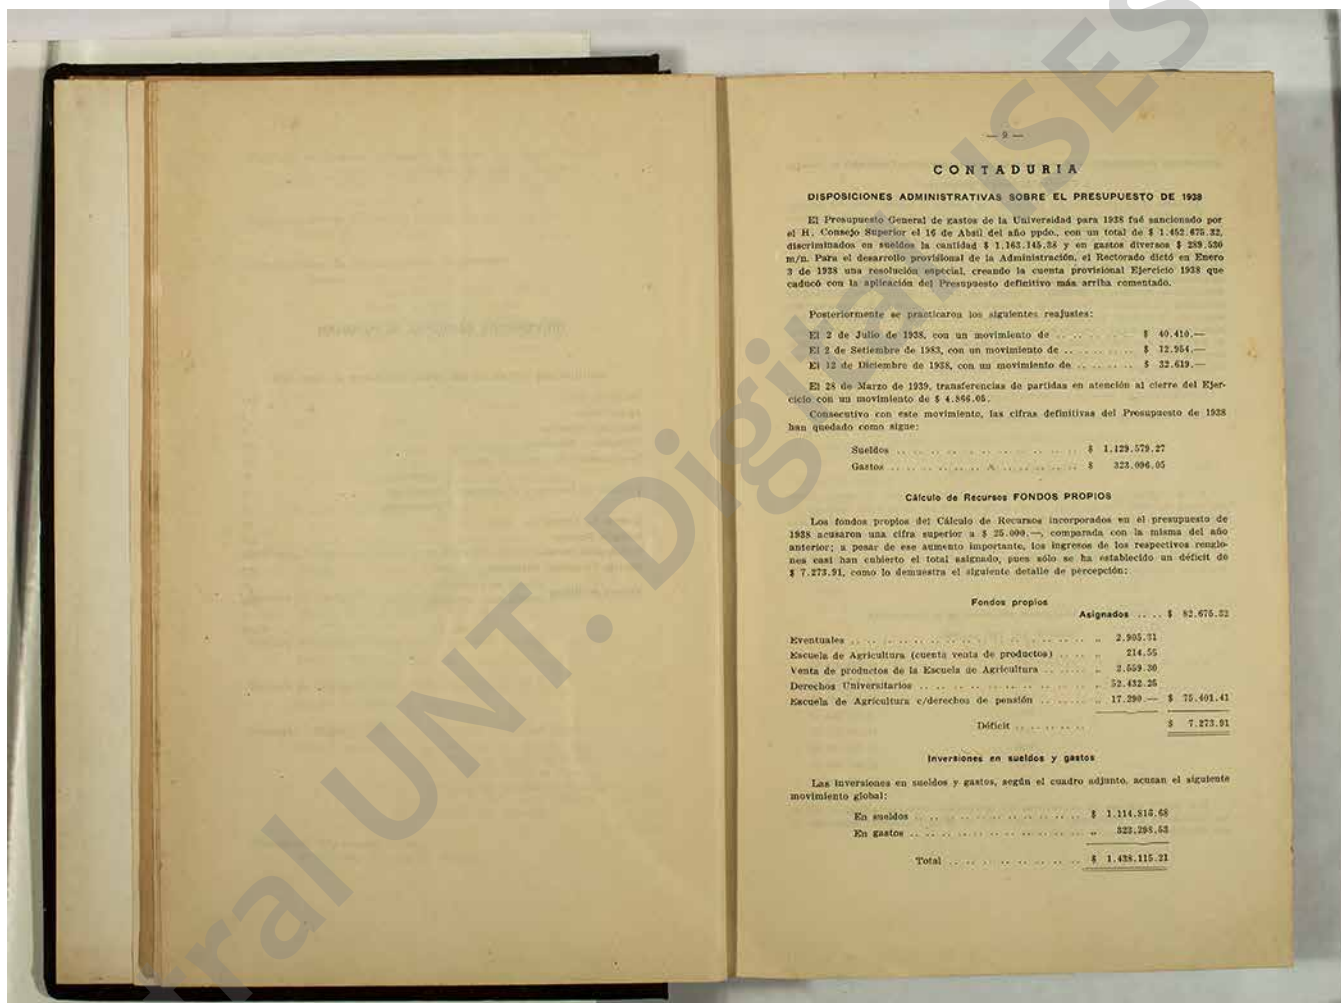 — 9 —
CONTADURIA
DISPOSICIONES ADMINISTRATIVAS SOBRE EL PRESUPUESTO DE 1938
El Presupuesto General de gastos de la Universidad para 1938 fué sancionado por
el H. Consejo Superior el 16 de Abril del año ppdo., con un total de $ 1.452.675.32,
discriminados en sueldos la cantidad $ 1.163.145.38 y en gastos diversos $ 289.530
m/n. Para el desarrollo provisional de la Administración, el Rectorado dictó en Enero
3 de 1938 una resolución especial, creando la cuenta provisional Ejercicio 1938 que
caducó con la aplicación del Presupuesto definitivo más arriba comentado.
Posteriormente se practicaron los siguientes reajustes:
El 2 de Julio de 1938, con un movimiento de .. .. .. .. .. $ 40.410.—
El 2 de Setiembre de 1983, con un movimiento de .. .. .. .. $ 12.954.—
El 12 de Diciembre de 1938, con un movimiento de .. .. .. .. $ 32.619.—
El 28 de Marzo de 1939, transferencias de partidas en atención al cierre del Ejer-
cicio con un movimiento de $ 4.866.05.
Consecutivo con este movimiento, las cifras definitivas del Presupuesto de 1938
han quedado como sigue:
Sueldos .. .. .. .. .. .. .. .. .. .. $ 1.129.579.27
Gastos .. .. .. .. .. .. .. .. .. .. $ 323.096.05
Cálculo de Recursos FONDOS PROPIOS
Los fondos propios del Cálculo de Recursos incorporados en el presupuesto de
1938 acusaron una cifra superior a $ 25.000.—, comparada con la misma del año
anterior; a pesar de ese aumento importante, los ingresos de los respectivos renglo-
nes casi han cubierto el total asignado, pues sólo se ha establecido un déficit de
$ 7.273.91, como lo demuestra el siguiente detalle de percepción:
Fondos propios
Asignados .. .. $ 82.675.32
Eventuales .. .. .. .. .. .. .. .. .. .. .. ,, 2.905.31
Escuela de Agricultura (cuenta venta de productos) .. .. ,, 214.55
Venta de productos de la Escuela de Agricultura .. .. .. ,, 2.559.30
Derechos Universitarios .. .. .. .. .. .. .. .. ,, 52.432.25
Escuela de Agricultura c/derechos de pensión .. .. .. .. ,, 17.290.— $ 75.401.41
Déficit .. .. .. .. .. $ 7.273.91
Inversiones en sueldos y gastos
Las inversiones en sueldos y gastos, según el cuadro adjunto, acusan el siguiente
movimiento global:
En sueldos .. .. .. .. .. .. .. .. .. $ 1.114.816.68
En gastos .. .. .. .. .. .. .. .. .. ,, 323.298.53
Total .. .. .. .. .. .. .. $ 1.438.115.21
ral UNT. Digital ISES